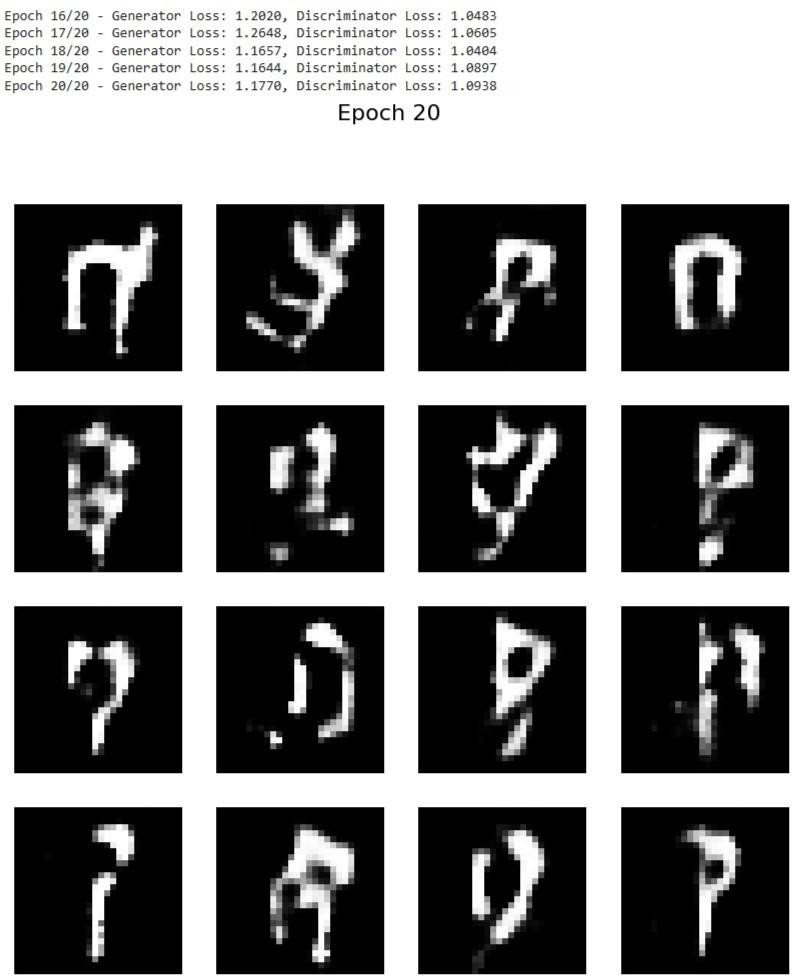 Epoch 16/20 - Generator Loss: 1.2020, Discriminator Loss: 1.0483
Epoch 17/20 - Generator Loss: 1.2648, Discriminator Loss: 1.0605
Epoch 18/20 - Generator Loss: 1.1657, Discriminator Loss: 1.0404
Epoch 19/20 - Generator Loss: 1.1644, Discriminator Loss: 1.0897
Epoch 20/20 - Generator Loss: 1.1770, Discriminator Loss: 1.0938
Epoch 20